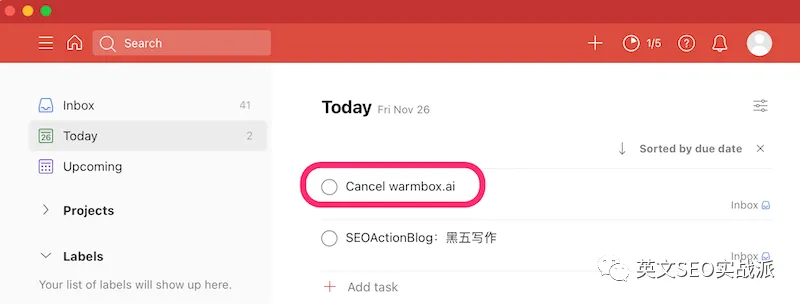 Search
1/5
Inbox 41
26 Today 2
Upcoming
Projects
Labels
Your list of labels will show up here.
Today Fri Nov 26
Sorted by due date
Cancel warmbox.ai
Inbox
SEOActionBlog：黑五写作
Inbox
Add task
英文SEO实战派